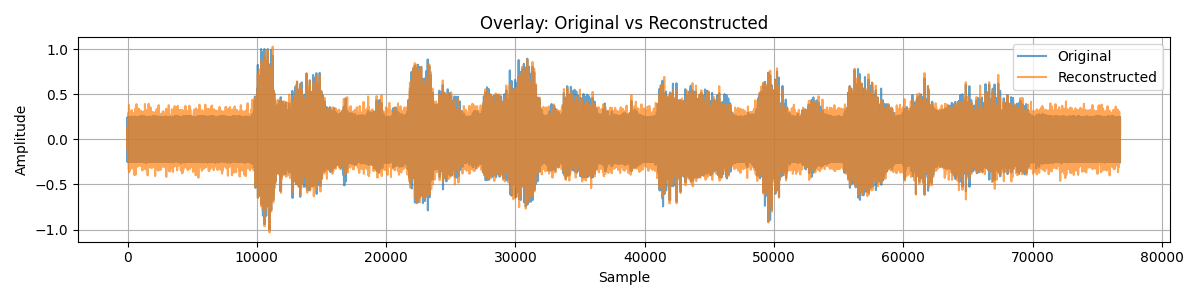 Overlay: Original vs Reconstructed
Original
Reconstructed
Amplitude
1.0
0.5
0.0
−0.5
−1.0
0 10000 20000 30000 40000 50000 60000 70000 80000
Sample